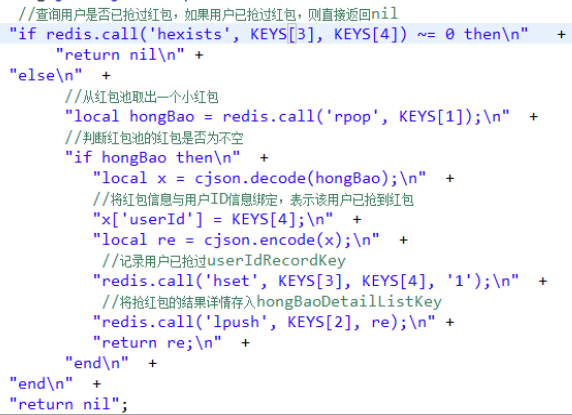 //查询用户是否已抢过红包，如果用户已抢过红包，则直接返回nil
"if redis.call('hexists', KEYS[3], KEYS[4]) ~= 0 then\n" +
"return nil\n" +
"else\n" +
//从红包池取出一个小红包
"local hongBao = redis.call('rpop', KEYS[1]);\n" +
//判断红包池的红包是否为不空
"if hongBao then\n" +
"local x = cjson.decode(hongBao);\n" +
//将红包信息与用户ID信息绑定，表示该用户已抢到红包
"x['userId'] = KEYS[4];\n" +
"local re = cjson.encode(x);\n" +
//记录用户已抢过userIdRecordKey
"redis.call('hset', KEYS[3], KEYS[4], '1');\n" +
//将抢红包的结果详情存入hongBaoDetailListKey
"redis.call('lpush', KEYS[2], re);\n" +
"return re;\n" +
"end\n" +
"end\n" +
"return nil";